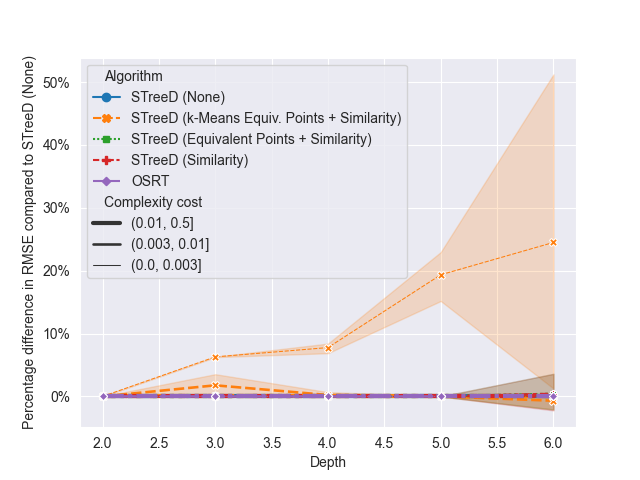 Percentage difference in RMSE compared to STreeD (None)
50%
40%
30%
20%
10%
0%
Algorithm
STreeD (None)
STreeD (k-Means Equiv. Points + Similarity)
STreeD (Equivalent Points + Similarity)
STreeD (Similarity)
OSRT
Complexity cost
(0.01, 0.5]
(0.003, 0.01]
(0.0, 0.003]
2.0 2.5 3.0 3.5 4.0 4.5 5.0 5.5 6.0
Depth